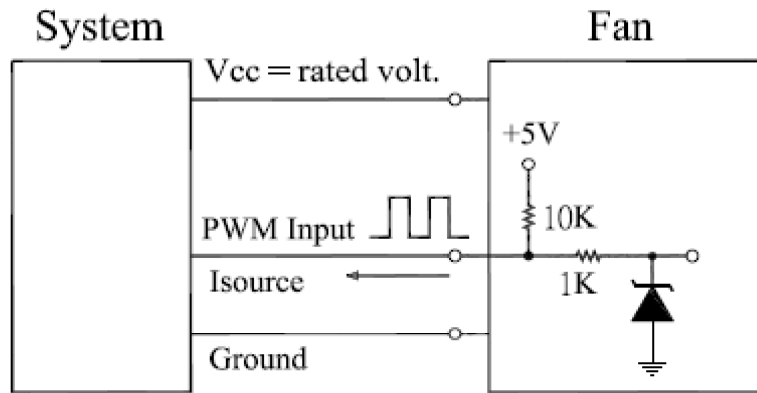 System
Fan
Vcc = rated volt.
+5V
10K
PWM Input
1K
Isource
Ground